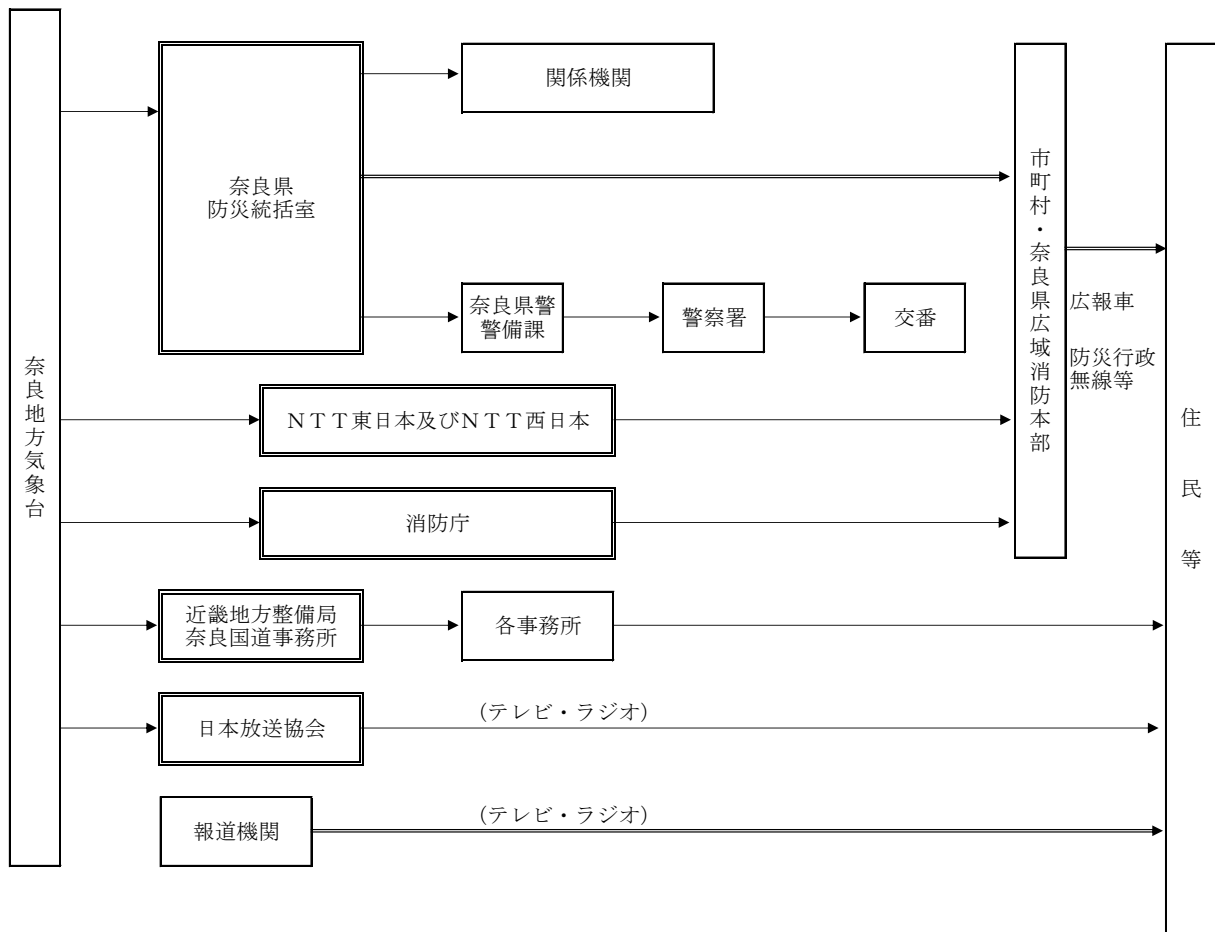 奈良地方気象台
奈良県
防災統括室
関係機関
奈良県警
警備課
警察署
交番
市町村・奈良県広域消防本部
広報車
防災行政
無線等
住民等
NTT東日本及びNTT西日本
消防庁
近畿地方整備局
奈良国道事務所
各事務所
日本放送協会
(テレビ・ラジオ)
報道機関
(テレビ・ラジオ)